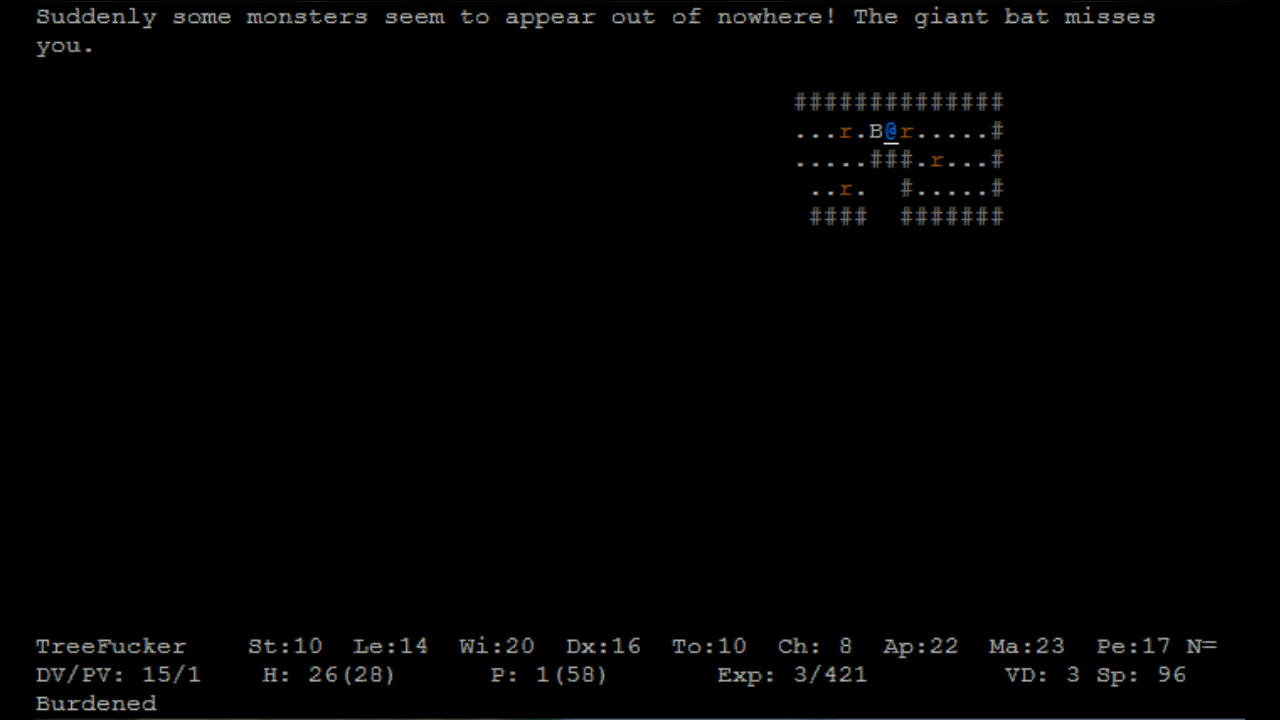 Suddenly some monsters seem to appear out of nowhere! The giant bat misses
you.
##############
...r.B@r.....#
.....###.r...#
..r. #.....#
#### #######
TreeFucker St:10 Le:14 Wi:20 Dx:16 To:10 Ch: 8 Ap:22 Ma:23 Pe:17 N=
DV/PV: 15/1 H: 26(28) P: 1(58) Exp: 3/421 VD: 3 Sp: 96
Burdened